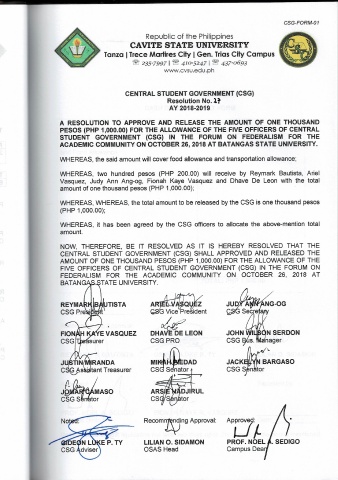 CSG-FORM-01
Republic of the Philippines
CAVITE STATE UNIVERSITY
Tanza | Trece Martires City | Gen. Trias City Campus
☏ 235-7997 | ☏ 410-5247 | ☏ 437-0693
www.cvsu.edu.ph
CENTRAL STUDENT GOVERNMENT (CSG)
Resolution No. 17
AY 2018-2019
A RESOLUTION TO APPROVE AND RELEASE THE AMOUNT OF ONE THOUSAND
PESOS (PHP 1,000.00) FOR THE ALLOWANCE OF THE FIVE OFFICERS OF CENTRAL
STUDENT GOVERNMENT (CSG) IN THE FORUM ON FEDERALISM FOR THE
ACADEMIC COMMUNITY ON OCTOBER 26, 2018 AT BATANGAS STATE UNIVERSITY.
WHEREAS, the said amount will cover food allowance and transportation allowance;
WHEREAS, two hundred pesos (PHP 200.00) will receive by Reymark Bautista, Ariel
Vasquez, Judy Ann Ang-og, Fionah Kaye Vasquez and Dhave De Leon with the total
amount of one thousand pesos (PHP 1,000.00);
WHEREAS, WHEREAS, the total amount to be released by the CSG is one thousand pesos
(PHP 1,000.00);
WHEREAS, it has been agreed by the CSG officers to allocate the above-mention total
amount.
NOW, THEREFORE, BE IT RESOLVED AS IT IS HEREBY RESOLVED THAT THE
CENTRAL STUDENT GOVERNMENT (CSG) SHALL APPROVED AND RELEASED THE
AMOUNT OF ONE THOUSAND PESOS (PHP 1,000.00) FOR THE ALLOWANCE OF THE
FIVE OFFICERS OF CENTRAL STUDENT GOVERNMENT (CSG) IN THE FORUM ON
FEDERALISM FOR THE ACADEMIC COMMUNITY ON OCTOBER 26, 2018 AT
BATANGAS STATE UNIVERSITY.
REYMARK BAUTISTA ARIEL VASQUEZ JUDY ANN ANG-OG
CSG President CSG Vice President CSG Secretary
FIONAH KAYE VASQUEZ DHAVE DE LEON JOHN WILSON SERDON
CSG Treasurer CSG PRO CSG Bus. Manager
JUSTIN MIRANDA BEDAD JACKELYN BARGASO
CSG Assistant Treasurer CSG Senator CSG Senator
JOMAR CAMASO ARSIE HADJIRUL
CSG Senator CSG Senator
Noted: Recommending Approval: Approved:
GIDEON LUKE P. TY LILIAN O. SIDAMON PROF. NOEL A. SEDIGO
CSG Adviser OSAS Head Campus Dean